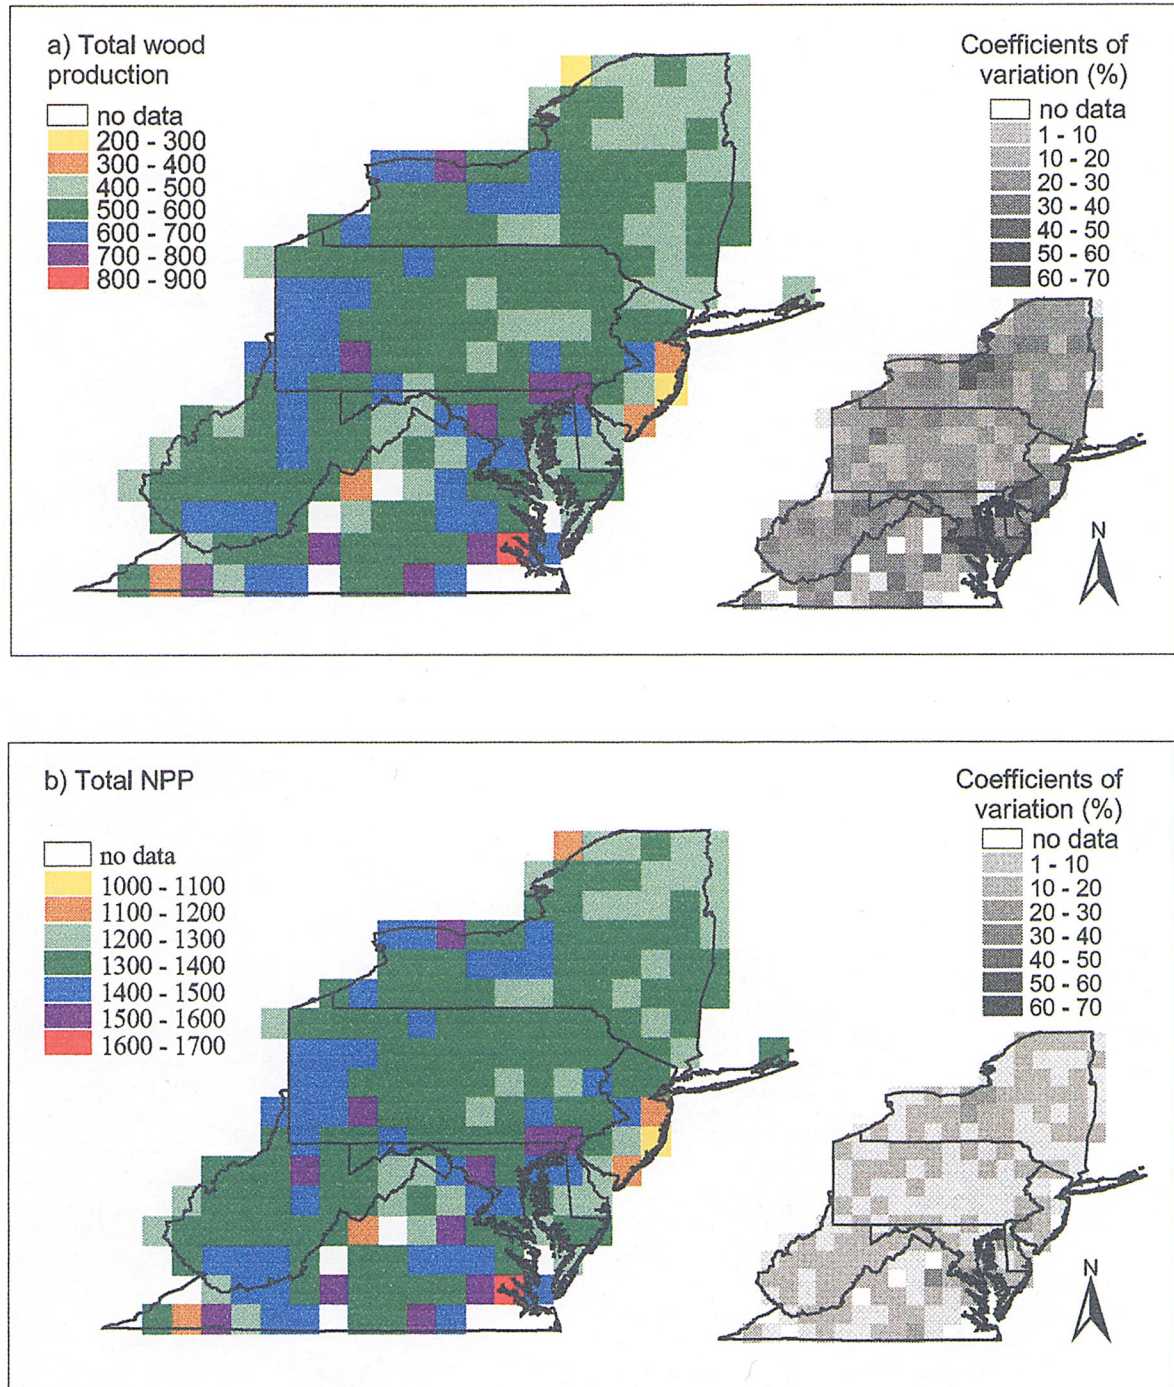 a) Total wood
production
no data
200 - 300
300 - 400
400 - 500
500 - 600
600 - 700
700 - 800
800 - 900
Coefficients of
variation (%)
no data
1 - 10
10 - 20
20 - 30
30 - 40
40 - 50
50 - 60
60 - 70
N
b) Total NPP
no data
1000 - 1100
1100 - 1200
1200 - 1300
1300 - 1400
1400 - 1500
1500 - 1600
1600 - 1700
Coefficients of
variation (%)
no data
1 - 10
10 - 20
20 - 30
30 - 40
40 - 50
50 - 60
60 - 70
N